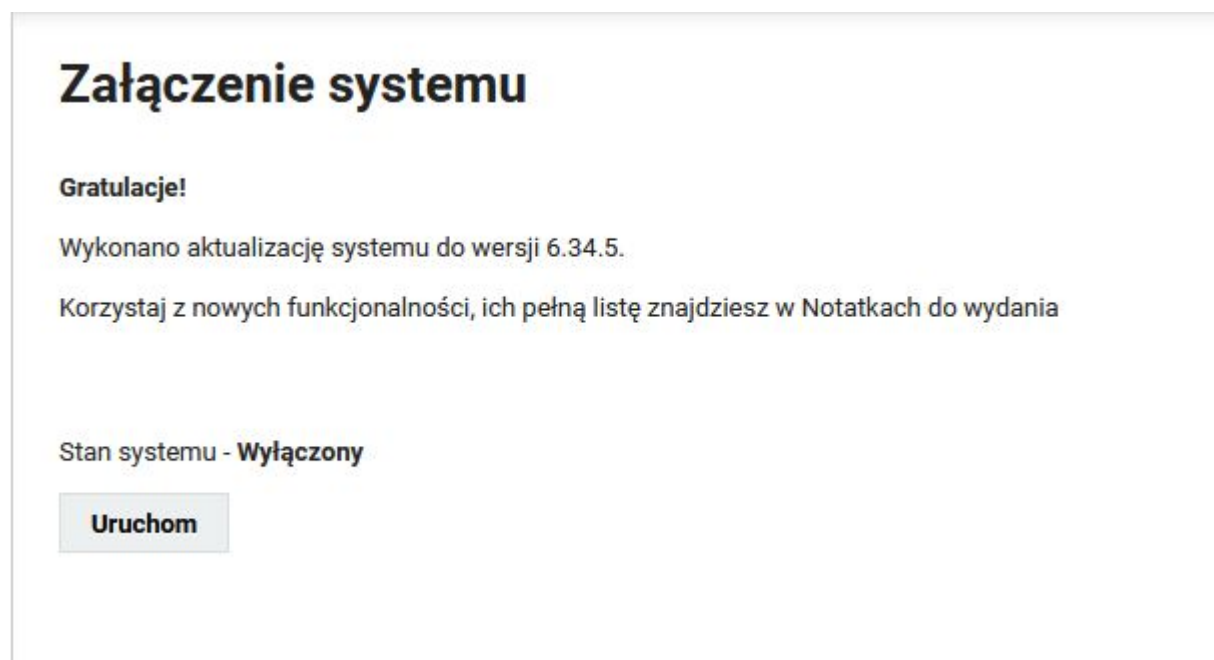 Załączenie systemu
Gratulacje!
Wykonano aktualizację systemu do wersji 6.34.5.
Korzystaj z nowych funkcjonalności, ich pełną listę znajdziesz w Notatkach do wydania
Stan systemu - Wyłączony
Uruchom